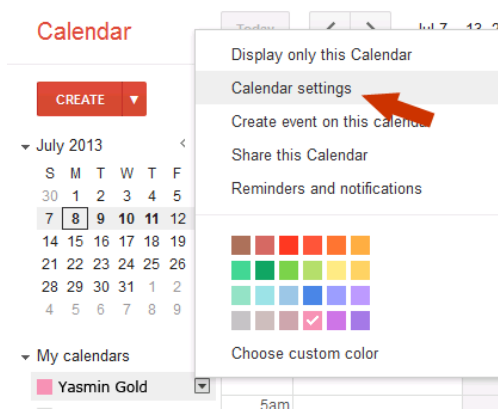 Calendar
Today
Jul 7
13, 2
Display only this Calendar
CREATE
Calendar settings
Create event on this calendar
July 2013
Share this Calendar
S M T W T F
Reminders and notifications
30 1 2 3 4 5
7 8 9 10 11 12
14 15 16 17 18 19
21 22 23 24 25 26
28 29 30 31 1 2
4 5 6 7 8 9
My calendars
Choose custom color
Yasmin Gold
5am